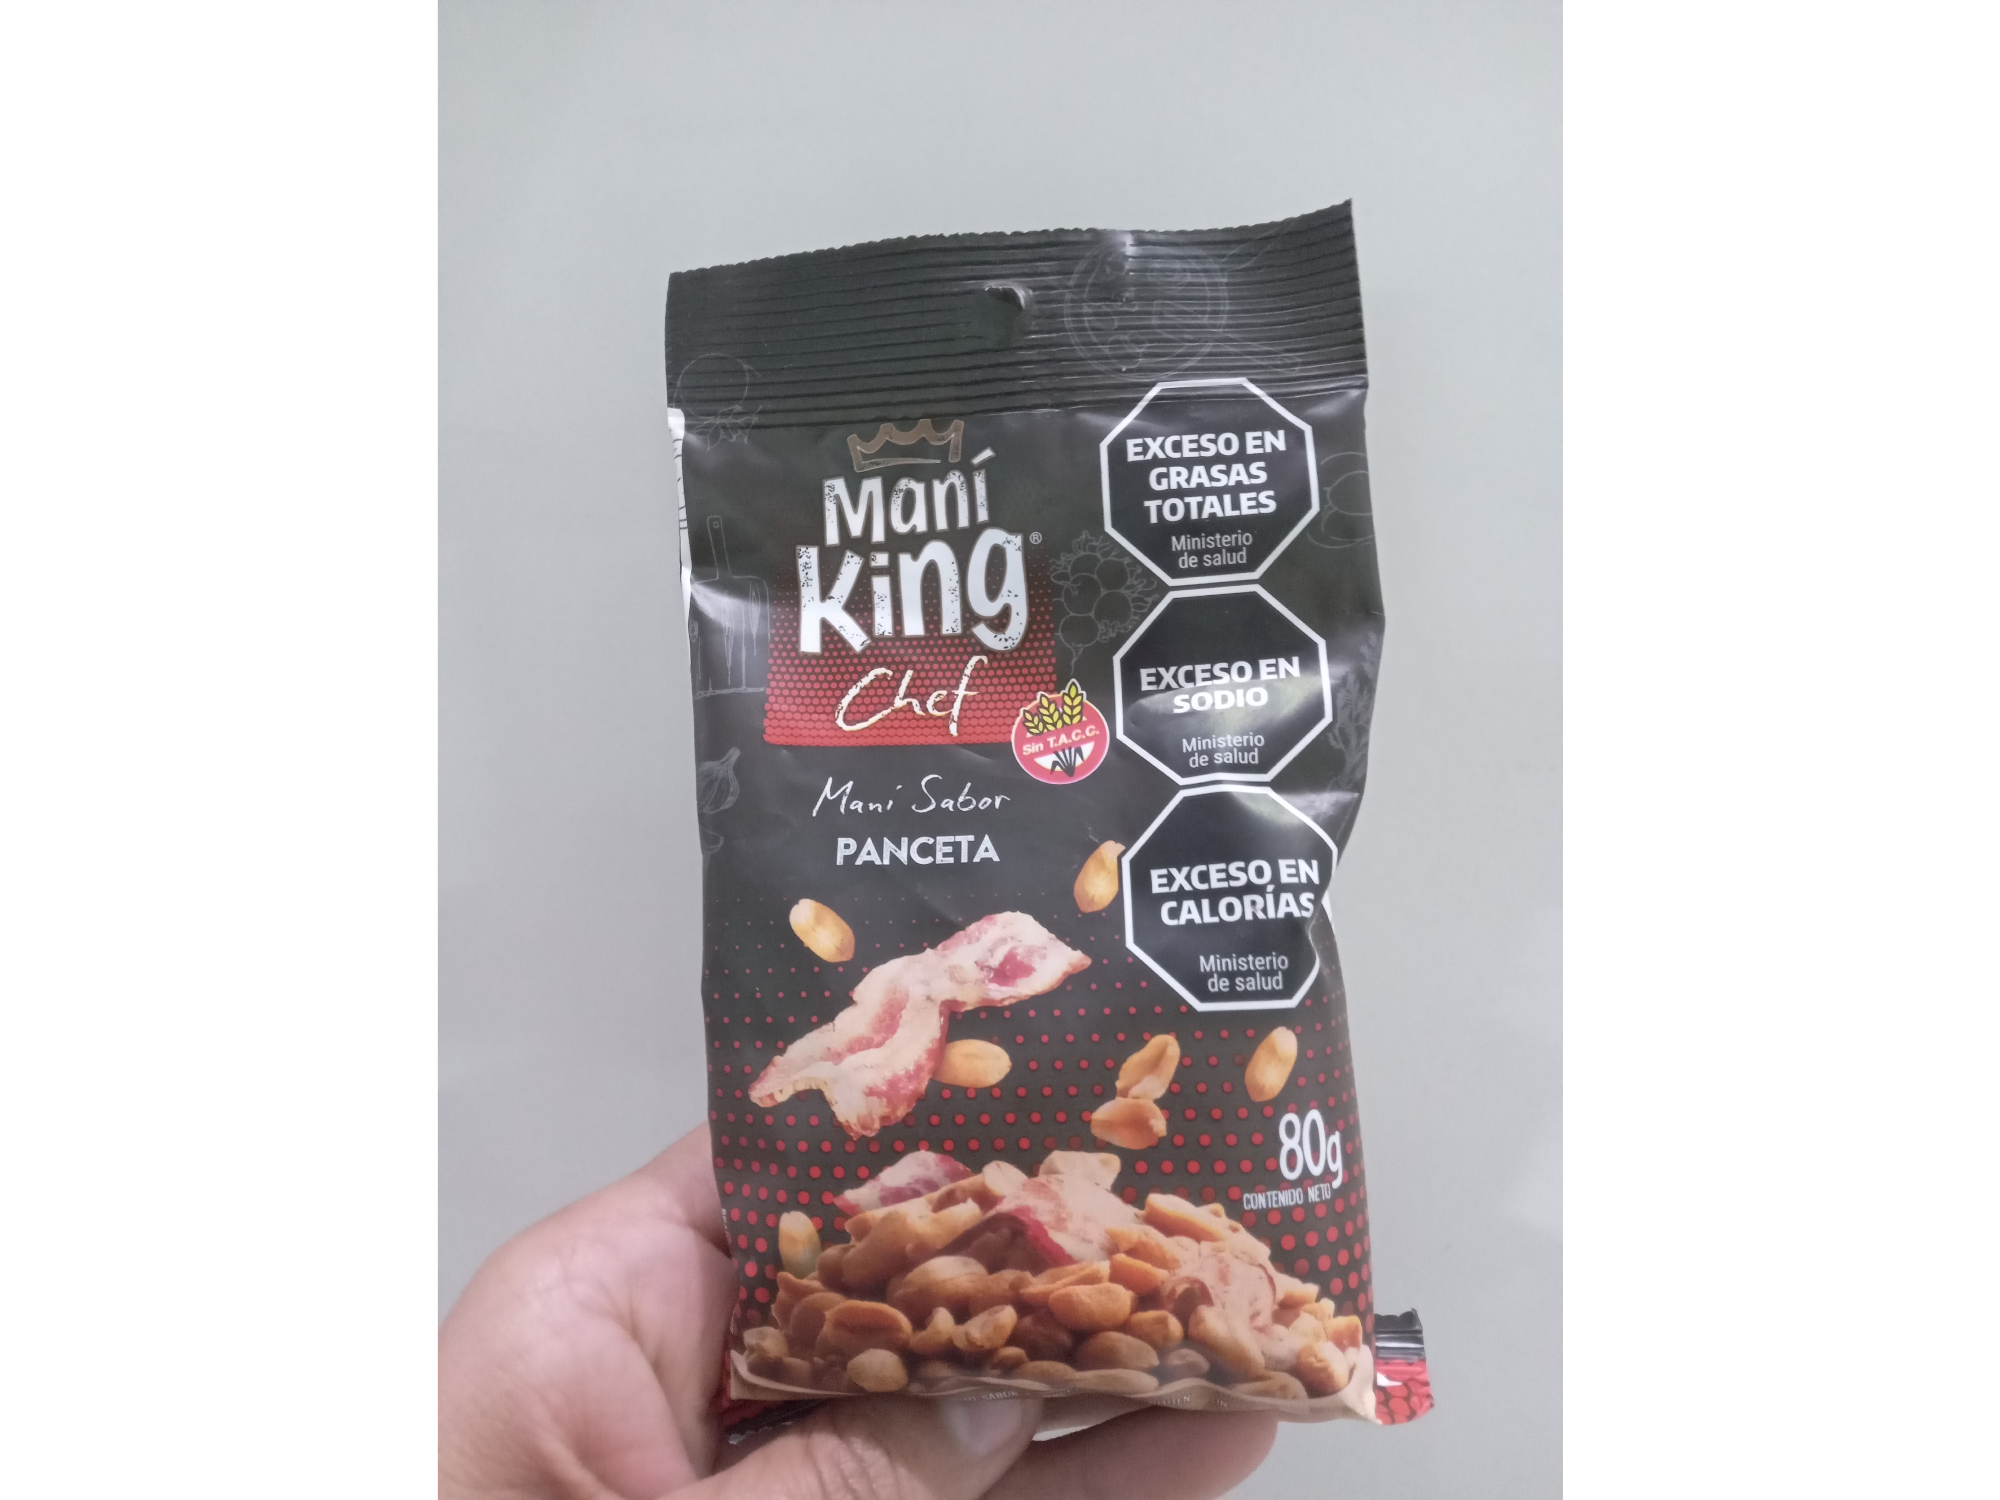 Maní
King®
Chef
Sin T.A.C.C.
Maní Sabor
PANCETA
EXCESO EN
GRASAS
TOTALES
Ministerio
de salud
EXCESO EN
SODIO
Ministerio
de salud
EXCESO EN
CALORÍAS
Ministerio
de salud
80g
CONTENIDO NETO